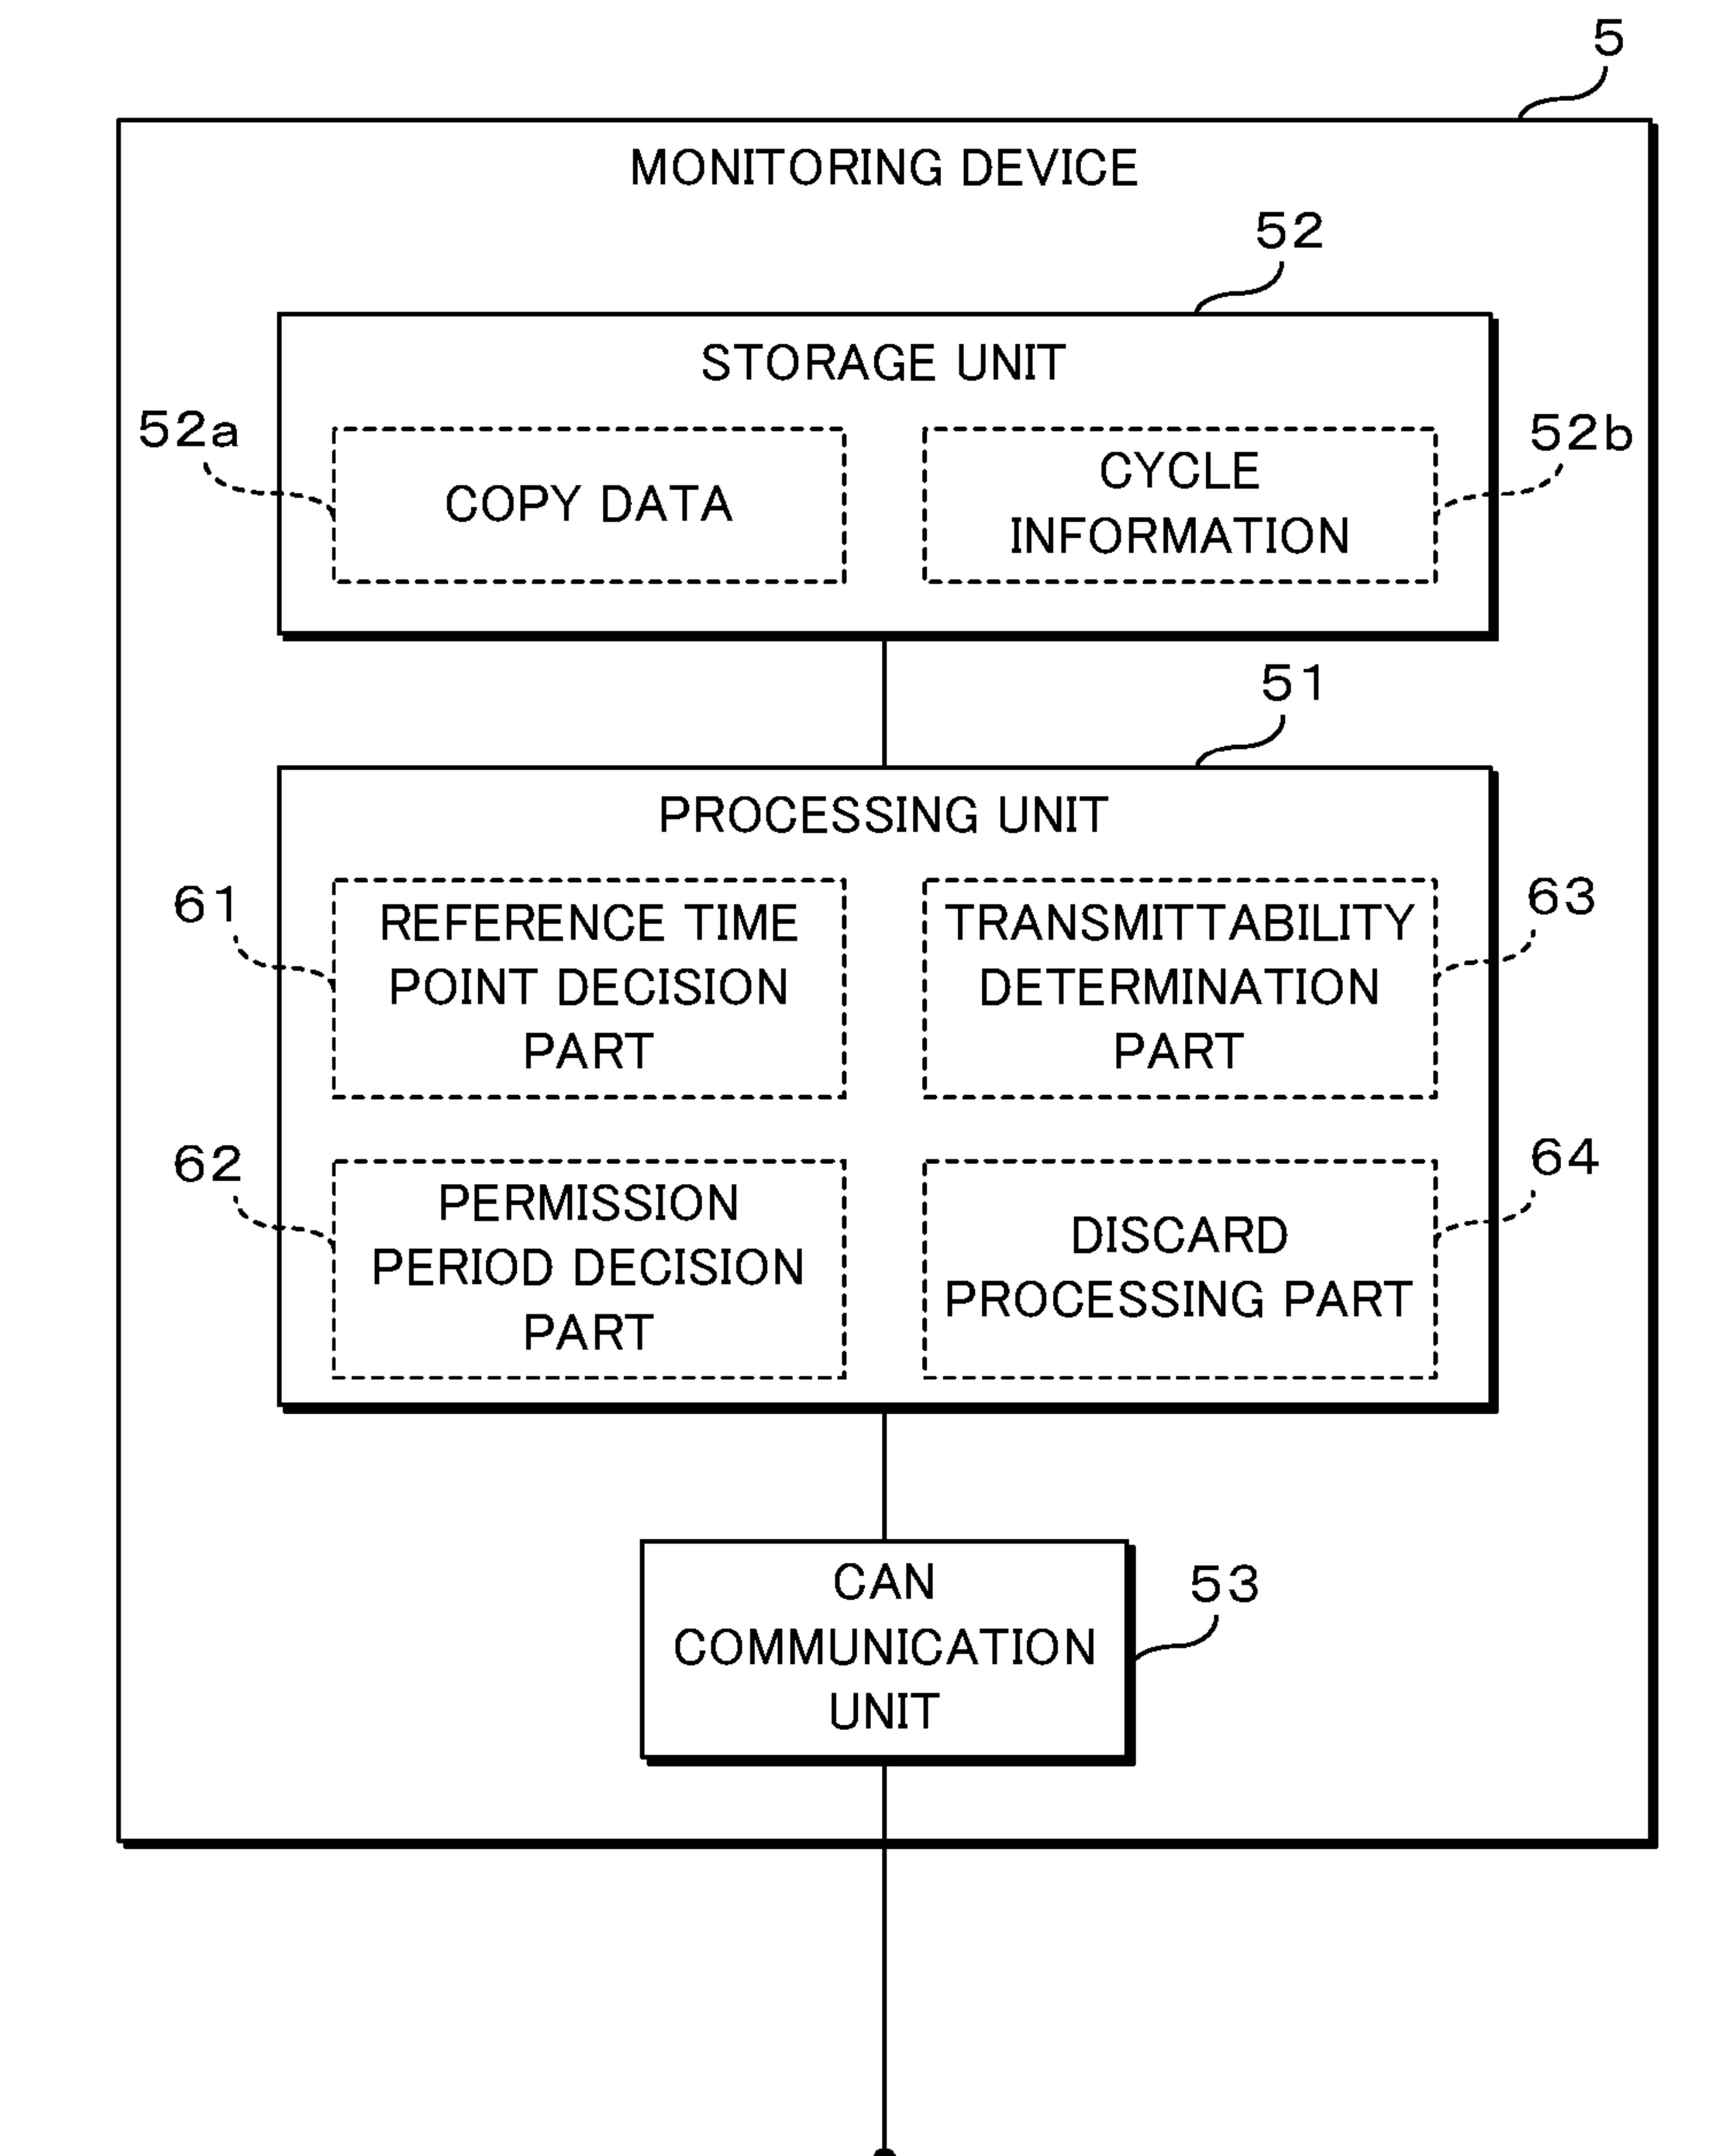 5
MONITORING DEVICE
52
STORAGE UNIT
52a
COPY DATA
CYCLE
INFORMATION
52b
51
PROCESSING UNIT
61
REFERENCE TIME
POINT DECISION
PART
TRANSMITTABILITY
DETERMINATION
PART
63
62
PERMISSION
PERIOD DECISION
PART
DISCARD
PROCESSING PART
64
CAN
COMMUNICATION
UNIT
53